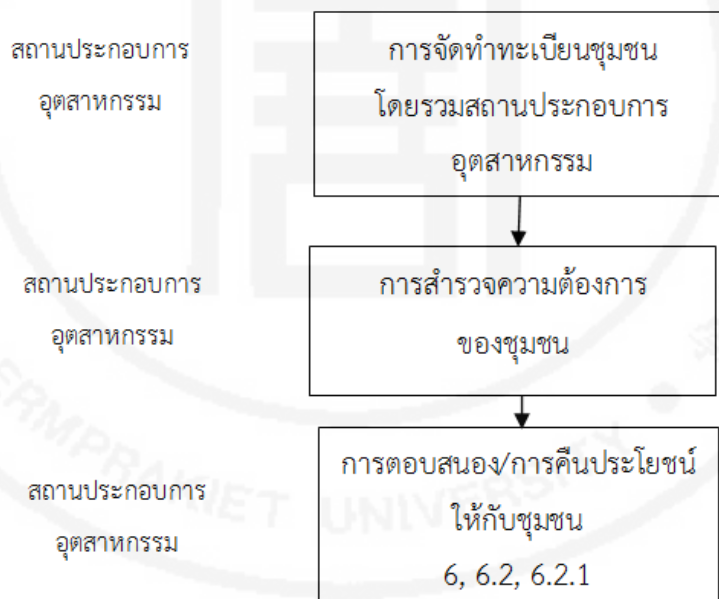 สถานประกอบการ
อุตสาหกรรม
การจัดทำทะเบียนชุมชน
โดยรวมสถานประกอบการ
อุตสาหกรรม
สถานประกอบการ
อุตสาหกรรม
การสำรวจความต้องการ
ของชุมชน
สถานประกอบการ
อุตสาหกรรม
การตอบสนอง/การคืนประโยชน์
ให้กับชุมชน
6, 6.2, 6.2.1
ERMPRAKIET UNIVERSITY